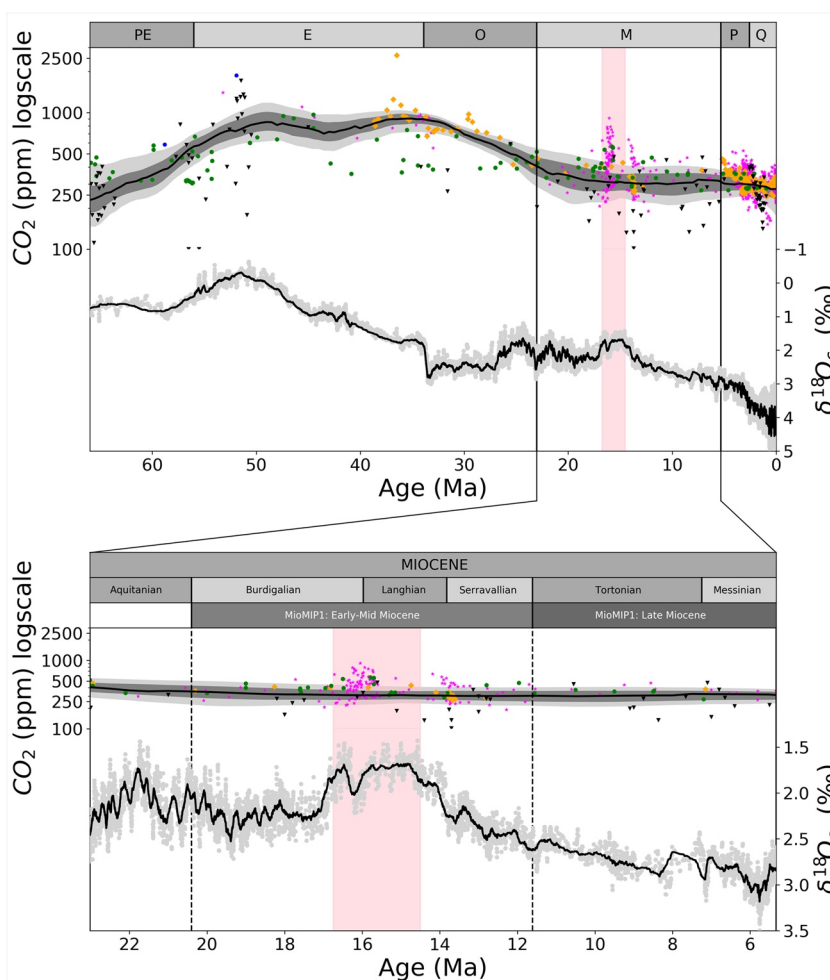 PE E O M P Q
CO₂ (ppm) logscale
2500
1000
500
250
100
−1
0
1
2
3
4
5
(‰)
60 50 40 30 20 10 0
Age (Ma)
MIOCENE
Aquitanian Burdigalian Langhian Serravallian Tortonian Messinian
MioMIP1: Early-Mid Miocene MioMIP1: Late Miocene
CO₂ (ppm) logscale
2500
1000
500
250
100
1.5
2.0
2.5
3.0
3.5
(‰)
22 20 18 16 14 12 10 8 6
Age (Ma)